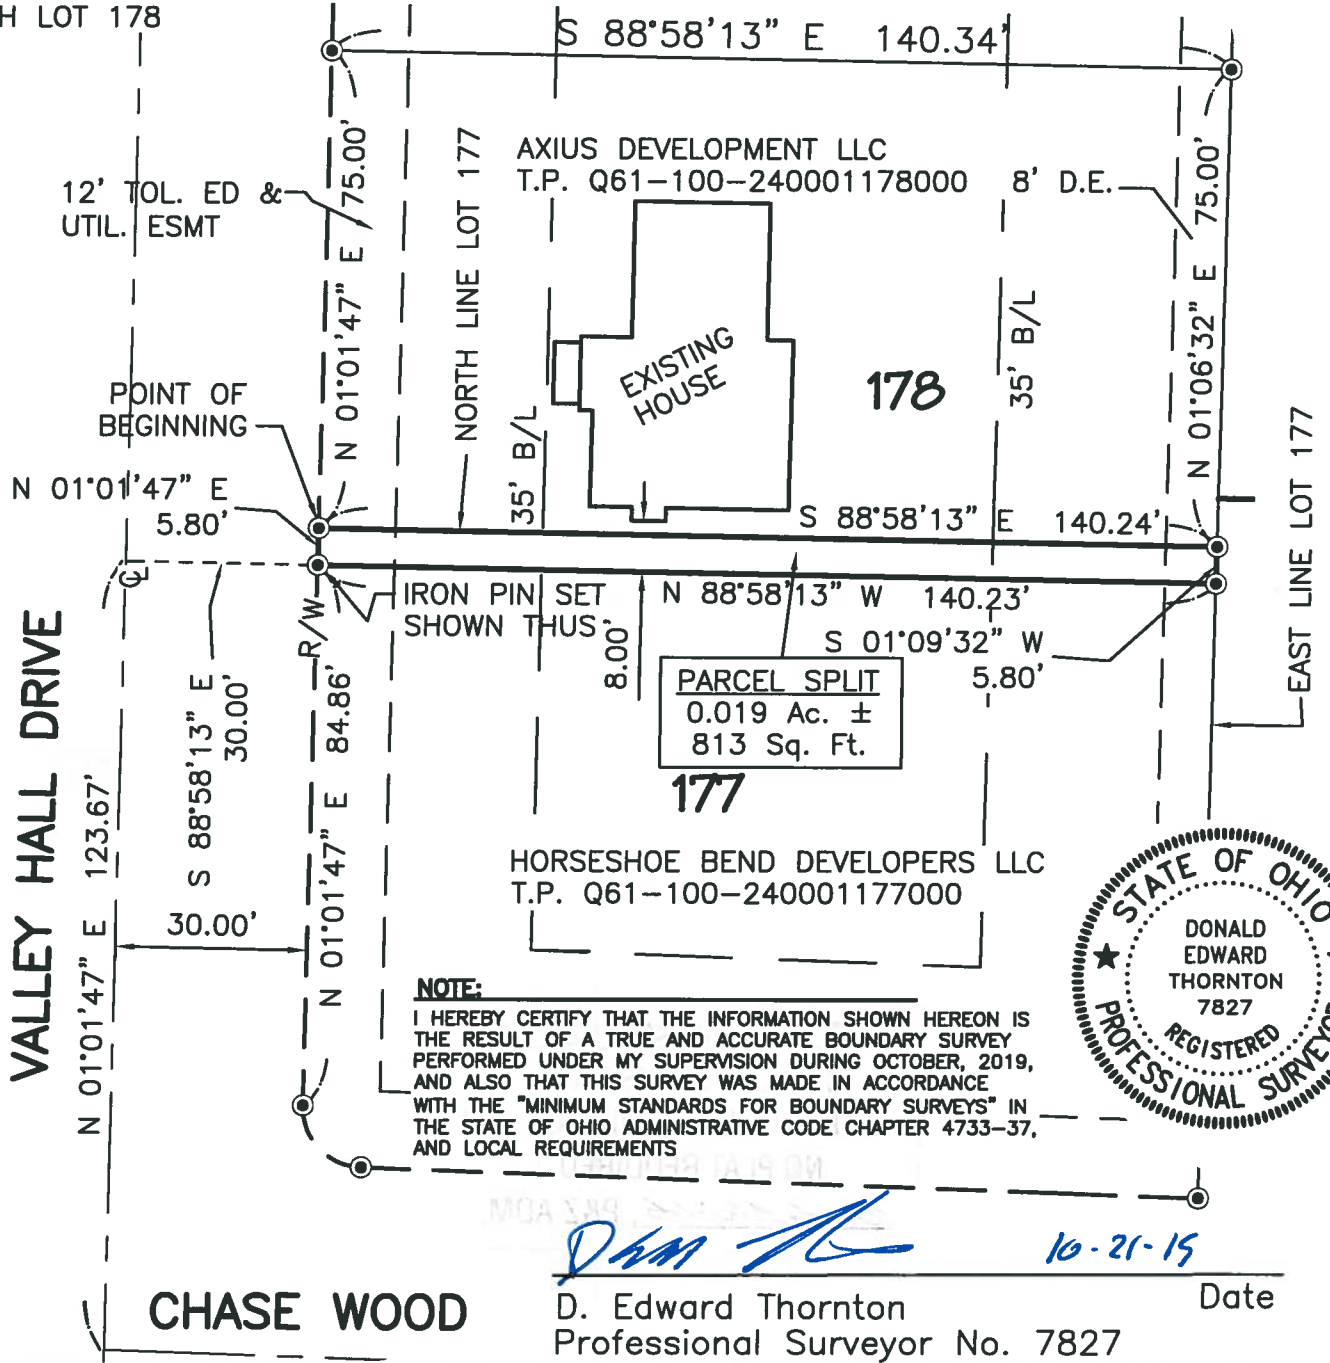 H LOT 178
S 88°58'13" E 140.34'
12' TOL. ED &
UTIL. ESMT
N 01°01'47" E 75.00'
NORTH LINE LOT 177
AXIUS DEVELOPMENT LLC
T.P. Q61-100-240001178000
8' D.E.
N 01°06'32" E 75.00'
EXISTING
HOUSE
178
35' B/L
35' B/L
POINT OF
BEGINNING
N 01°01'47" E
5.80'
S 88°58'13" E 140.24'
EAST LINE LOT 177
℄
R/W
IRON PIN SET
SHOWN THUS
N 88°58'13" W 140.23'
8.00'
S 01°09'32" W
5.80'
PARCEL SPLIT
0.019 Ac. ±
813 Sq. Ft.
177
VALLEY HALL DRIVE
N 01°01'47" E 123.67'
S 88°58'13" E
30.00'
30.00'
N 01°01'47" E 84.86'
HORSESHOE BEND DEVELOPERS LLC
T.P. Q61-100-240001177000
STATE OF OHIO
DONALD
EDWARD
THORNTON
7827
REGISTERED
PROFESSIONAL SURVEYOR
NOTE:
I HEREBY CERTIFY THAT THE INFORMATION SHOWN HEREON IS
THE RESULT OF A TRUE AND ACCURATE BOUNDARY SURVEY
PERFORMED UNDER MY SUPERVISION DURING OCTOBER, 2019,
AND ALSO THAT THIS SURVEY WAS MADE IN ACCORDANCE
WITH THE "MINIMUM STANDARDS FOR BOUNDARY SURVEYS" IN
THE STATE OF OHIO ADMINISTRATIVE CODE CHAPTER 4733-37,
AND LOCAL REQUIREMENTS
10-21-19
D. Edward Thornton
Date
Professional Surveyor No. 7827
CHASE WOOD